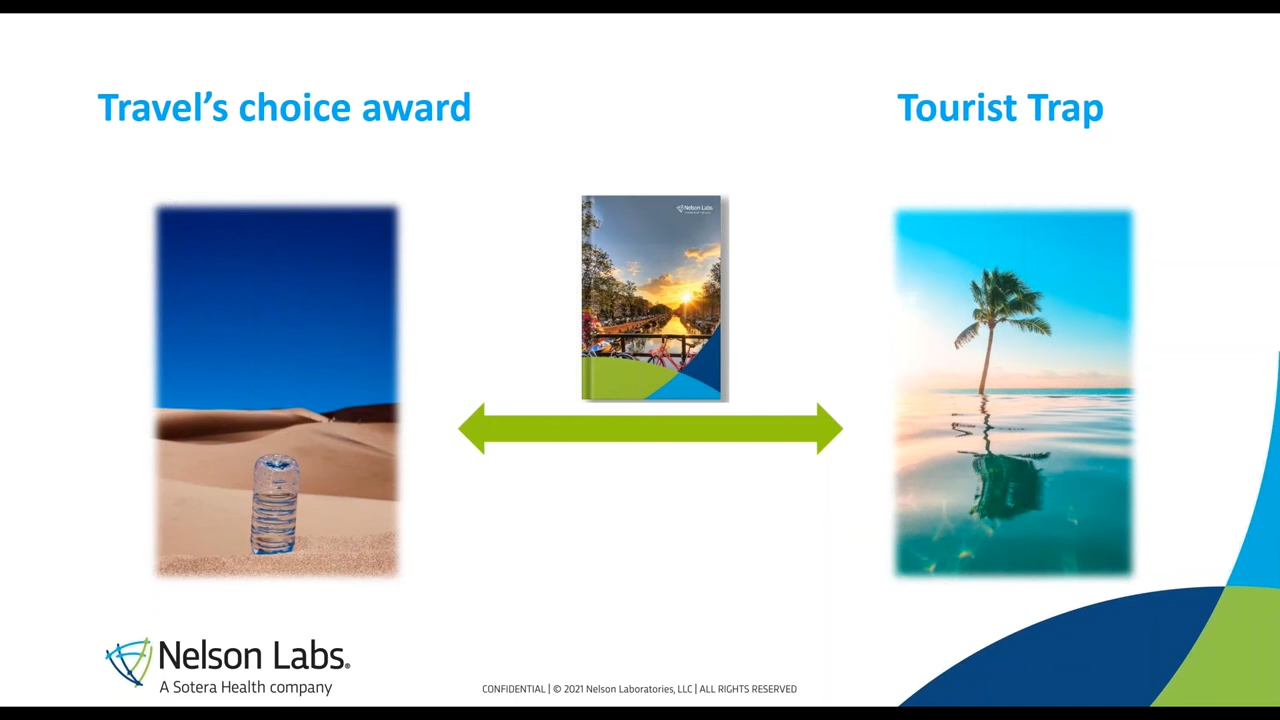 Travel’s choice award
Tourist Trap
Nelson Labs.
Nelson Labs.®
A Sotera Health company
CONFIDENTIAL | © 2021 Nelson Laboratories, LLC | ALL RIGHTS RESERVED